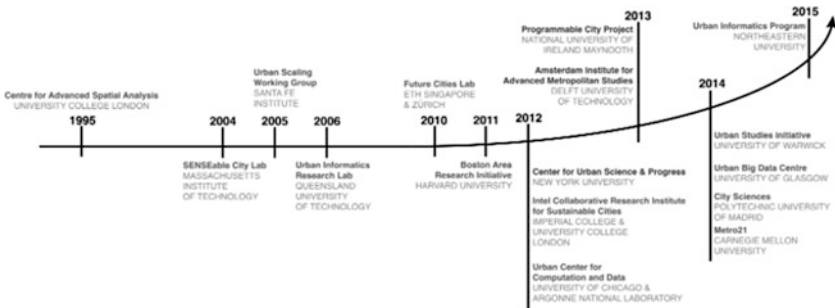 Centre for Advanced Spatial Analysis
UNIVERSITY COLLEGE LONDON
1995
2004
SENSEable City Lab
MASSACHUSETTS
INSTITUTE
OF TECHNOLOGY
Urban Scaling
Working Group
SANTA FE
INSTITUTE
2005
2006
Urban Informatics
Research Lab
QUEENSLAND
UNIVERSITY
OF TECHNOLOGY
Future Cities Lab
ETH SINGAPORE
& ZÜRICH
2010
2011
Boston Area
Research Initiative
HARVARD UNIVERSITY
2012
Center for Urban Science & Progress
NEW YORK UNIVERSITY
Intel Collaborative Research Institute
for Sustainable Cities
IMPERIAL COLLEGE &
UNIVERSITY COLLEGE
LONDON
Urban Center for
Computation and Data
UNIVERSITY OF CHICAGO &
ARGONNE NATIONAL LABORATORY
2013
Programmable City Project
NATIONAL UNIVERSITY OF
IRELAND MAYNOOTH
Amsterdam Institute for
Advanced Metropolitan Studies
DELFT UNIVERSITY
OF TECHNOLOGY
2014
Urban Studies Initiative
UNIVERSITY OF WARWICK
Urban Big Data Centre
UNIVERSITY OF GLASGOW
City Sciences
POLYTECHNIC UNIVERSITY
OF MADRID
Metro21
CARNEGIE MELLON
UNIVERSITY
2015
Urban Informatics Program
NORTHEASTERN
UNIVERSITY